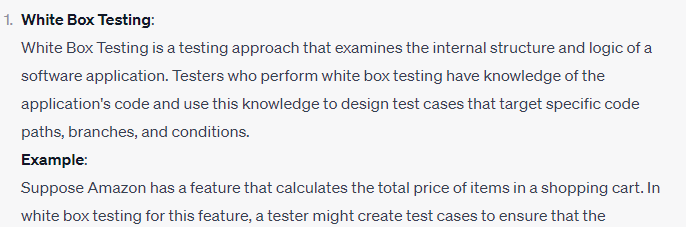 1. White Box Testing:
White Box Testing is a testing approach that examines the internal structure and logic of a
software application. Testers who perform white box testing have knowledge of the
application's code and use this knowledge to design test cases that target specific code
paths, branches, and conditions.
Example:
Suppose Amazon has a feature that calculates the total price of items in a shopping cart. In
white box testing for this feature, a tester might create test cases to ensure that the